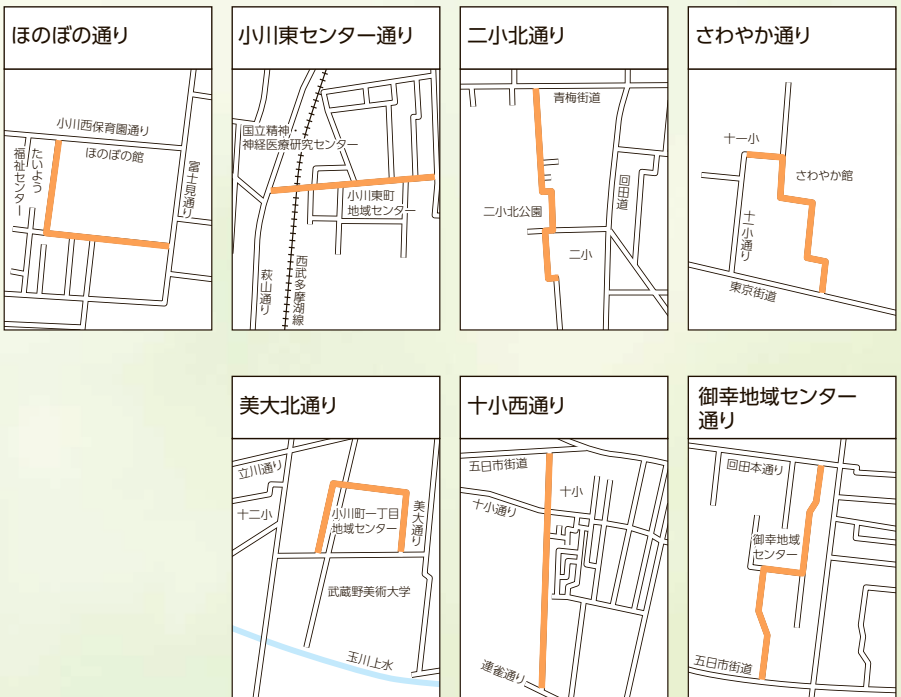 ほのぼの通り
小川西保育園通り
ほのぼの館
たいよう
福祉センター
富士見通り
小川東センター通り
国立精神・
神経医療研究センター
小川東町
地域センター
萩山通り
西武多摩湖線
二小北通り
青梅街道
回田道
二小北公園
二小
さわやか通り
十一小
さわやか館
十一小通り
東京街道
美大北通り
立川通り
十二小
小川町一丁目
地域センター
美大通り
武蔵野美術大学
玉川上水
十小西通り
五日市街道
十小
十小通り
連雀通り
御幸地域センター
通り
回田本通り
御幸地域
センター
五日市街道